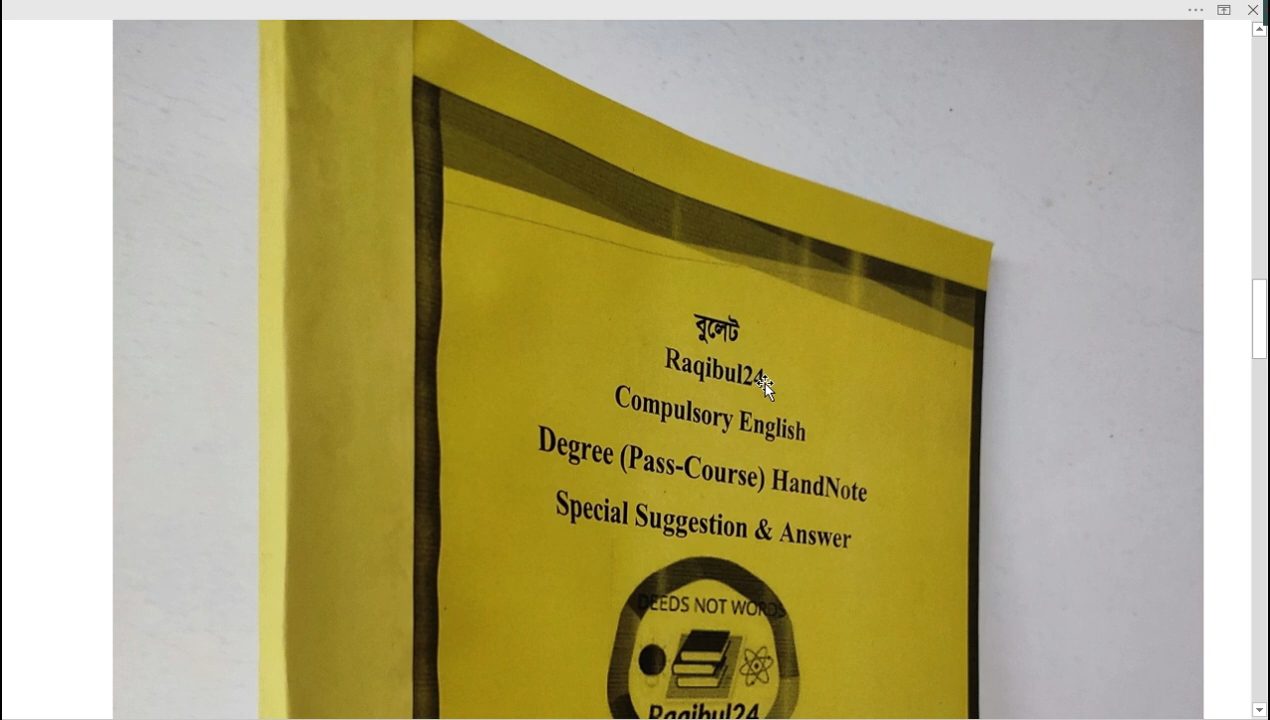 বুলেট
Raqibul24
Compulsory English
Degree (Pass-Course) HandNote
Special Suggestion & Answer
DEEDS NOT WORDS
Raqibul24